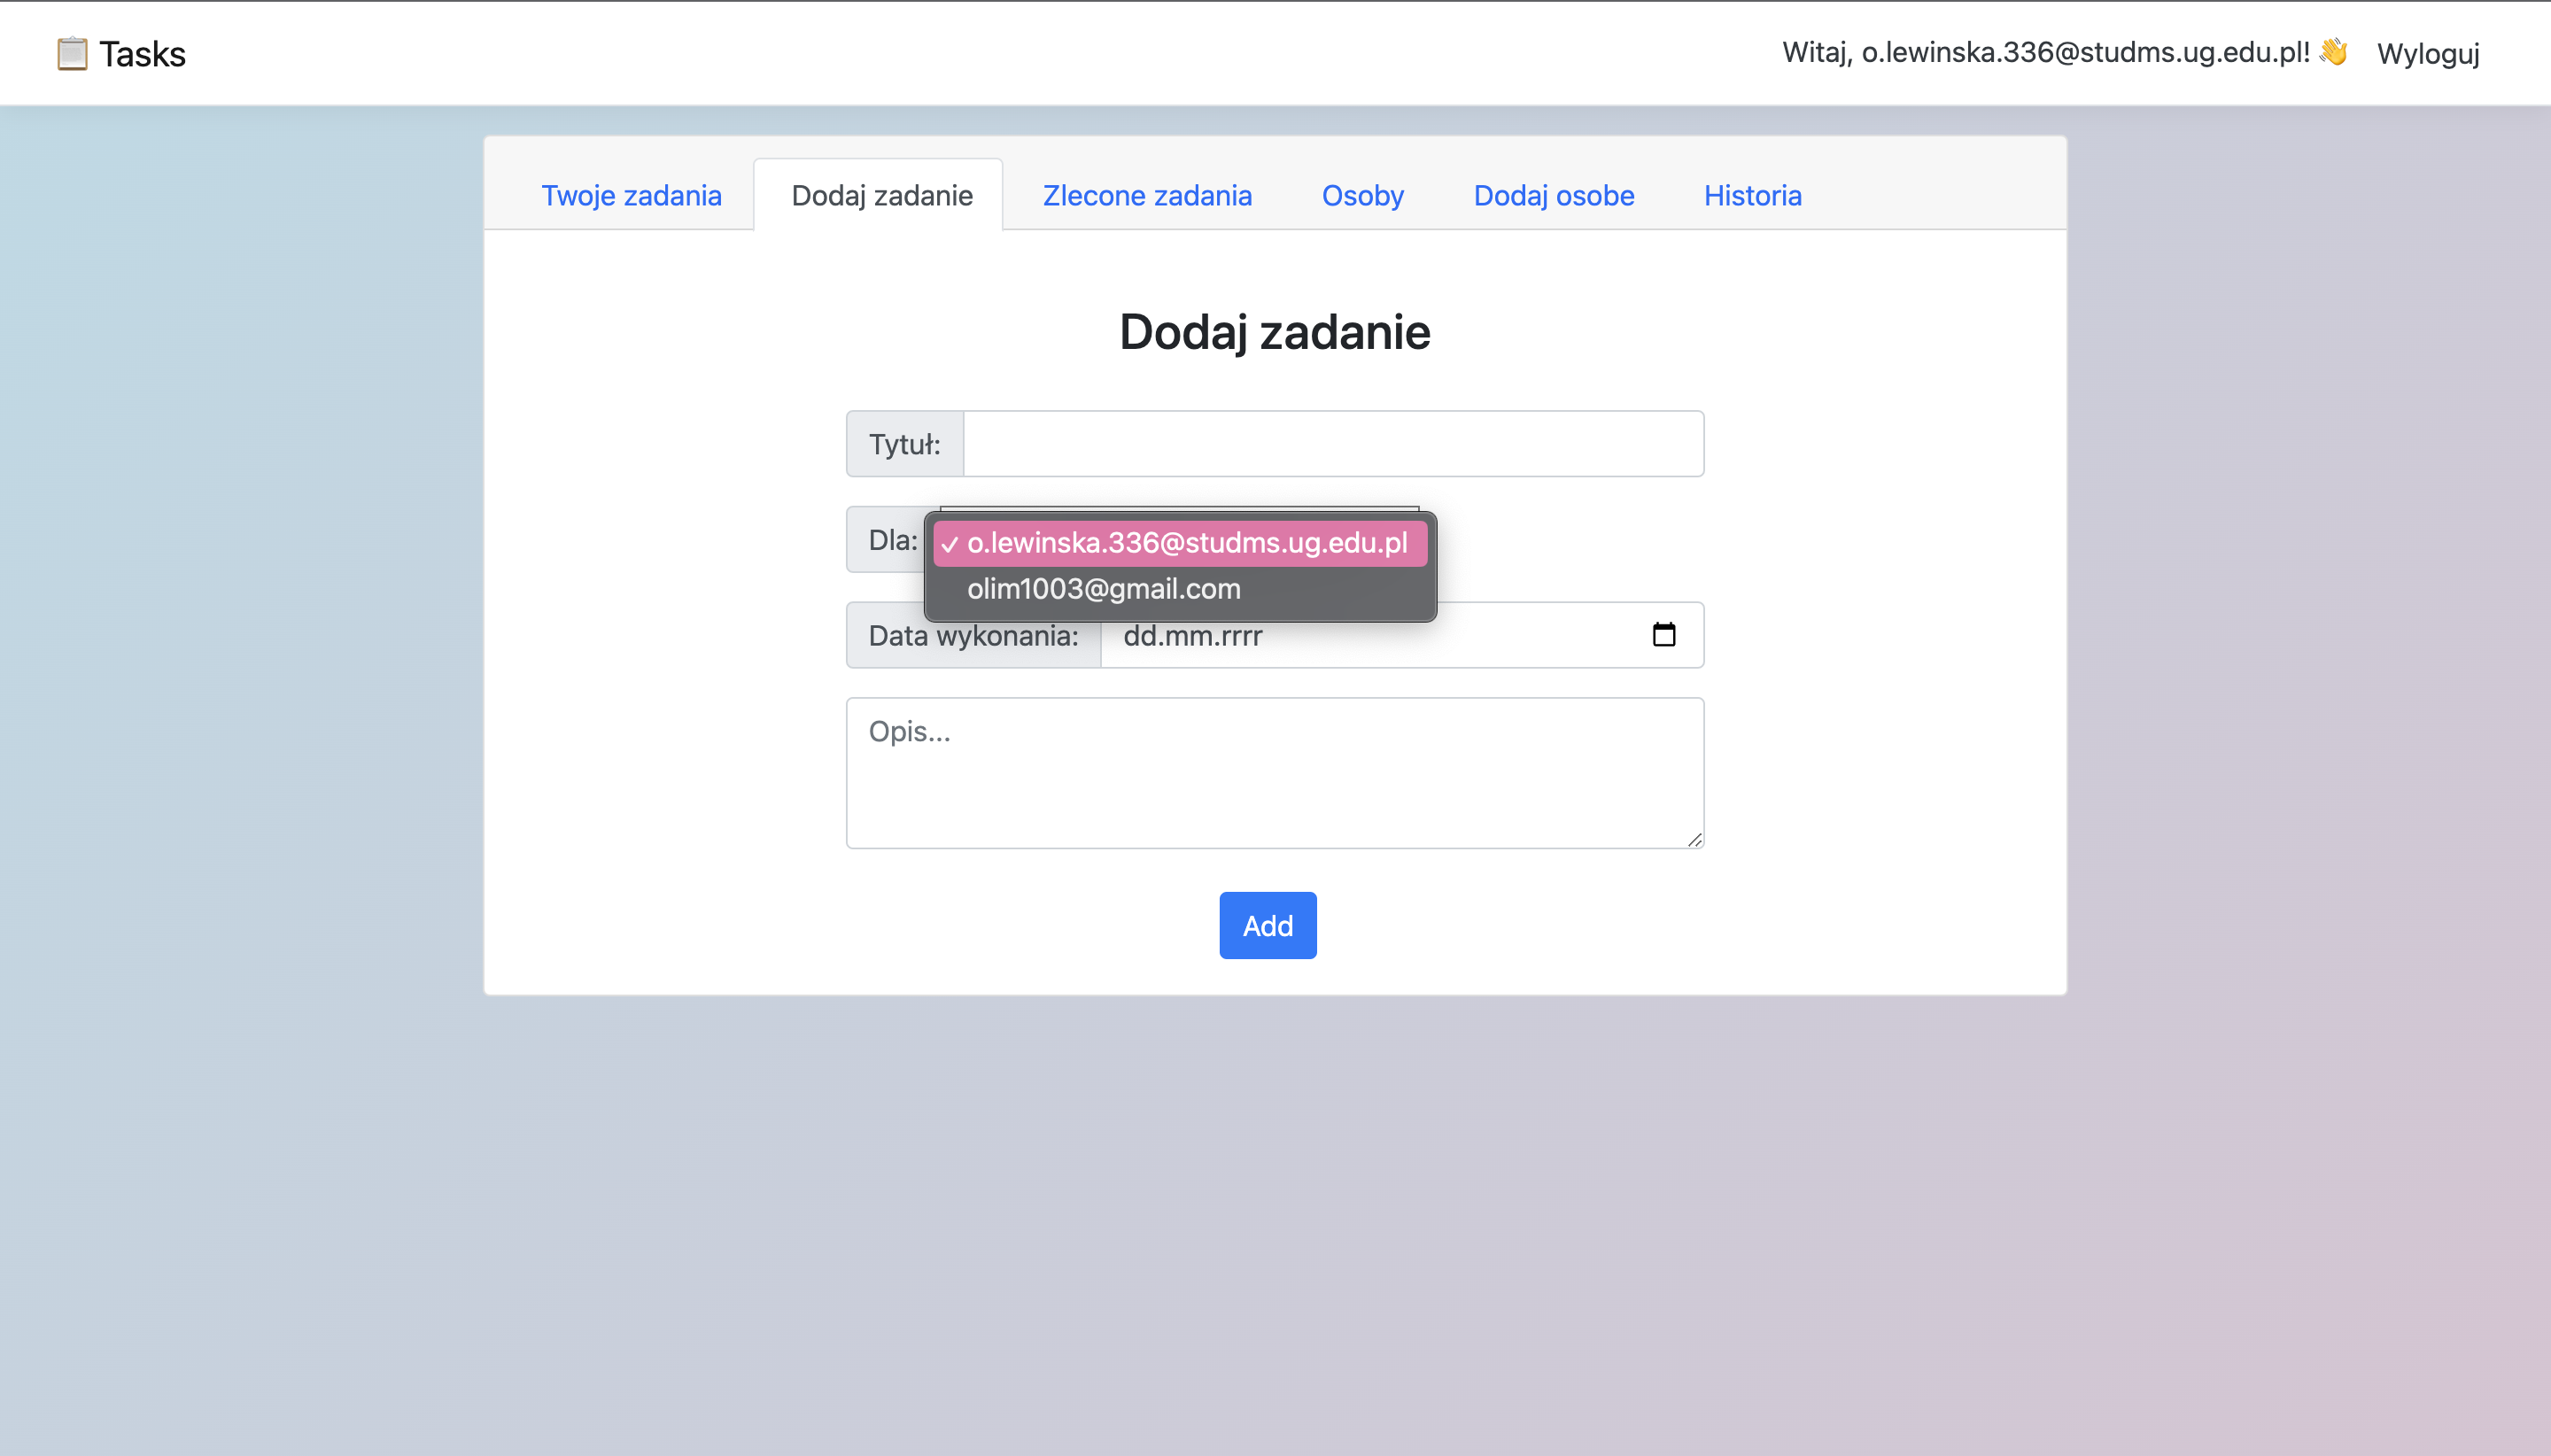 📋 Tasks
Witaj, o.lewinska.336@studms.ug.edu.pl! 👋 Wyloguj
Twoje zadania Dodaj zadanie Zlecone zadania Osoby Dodaj osobe Historia
Dodaj zadanie
Tytuł:
Dla:
✓ o.lewinska.336@studms.ug.edu.pl
olim1003@gmail.com
Data wykonania: dd.mm.rrrr
Opis...
Add